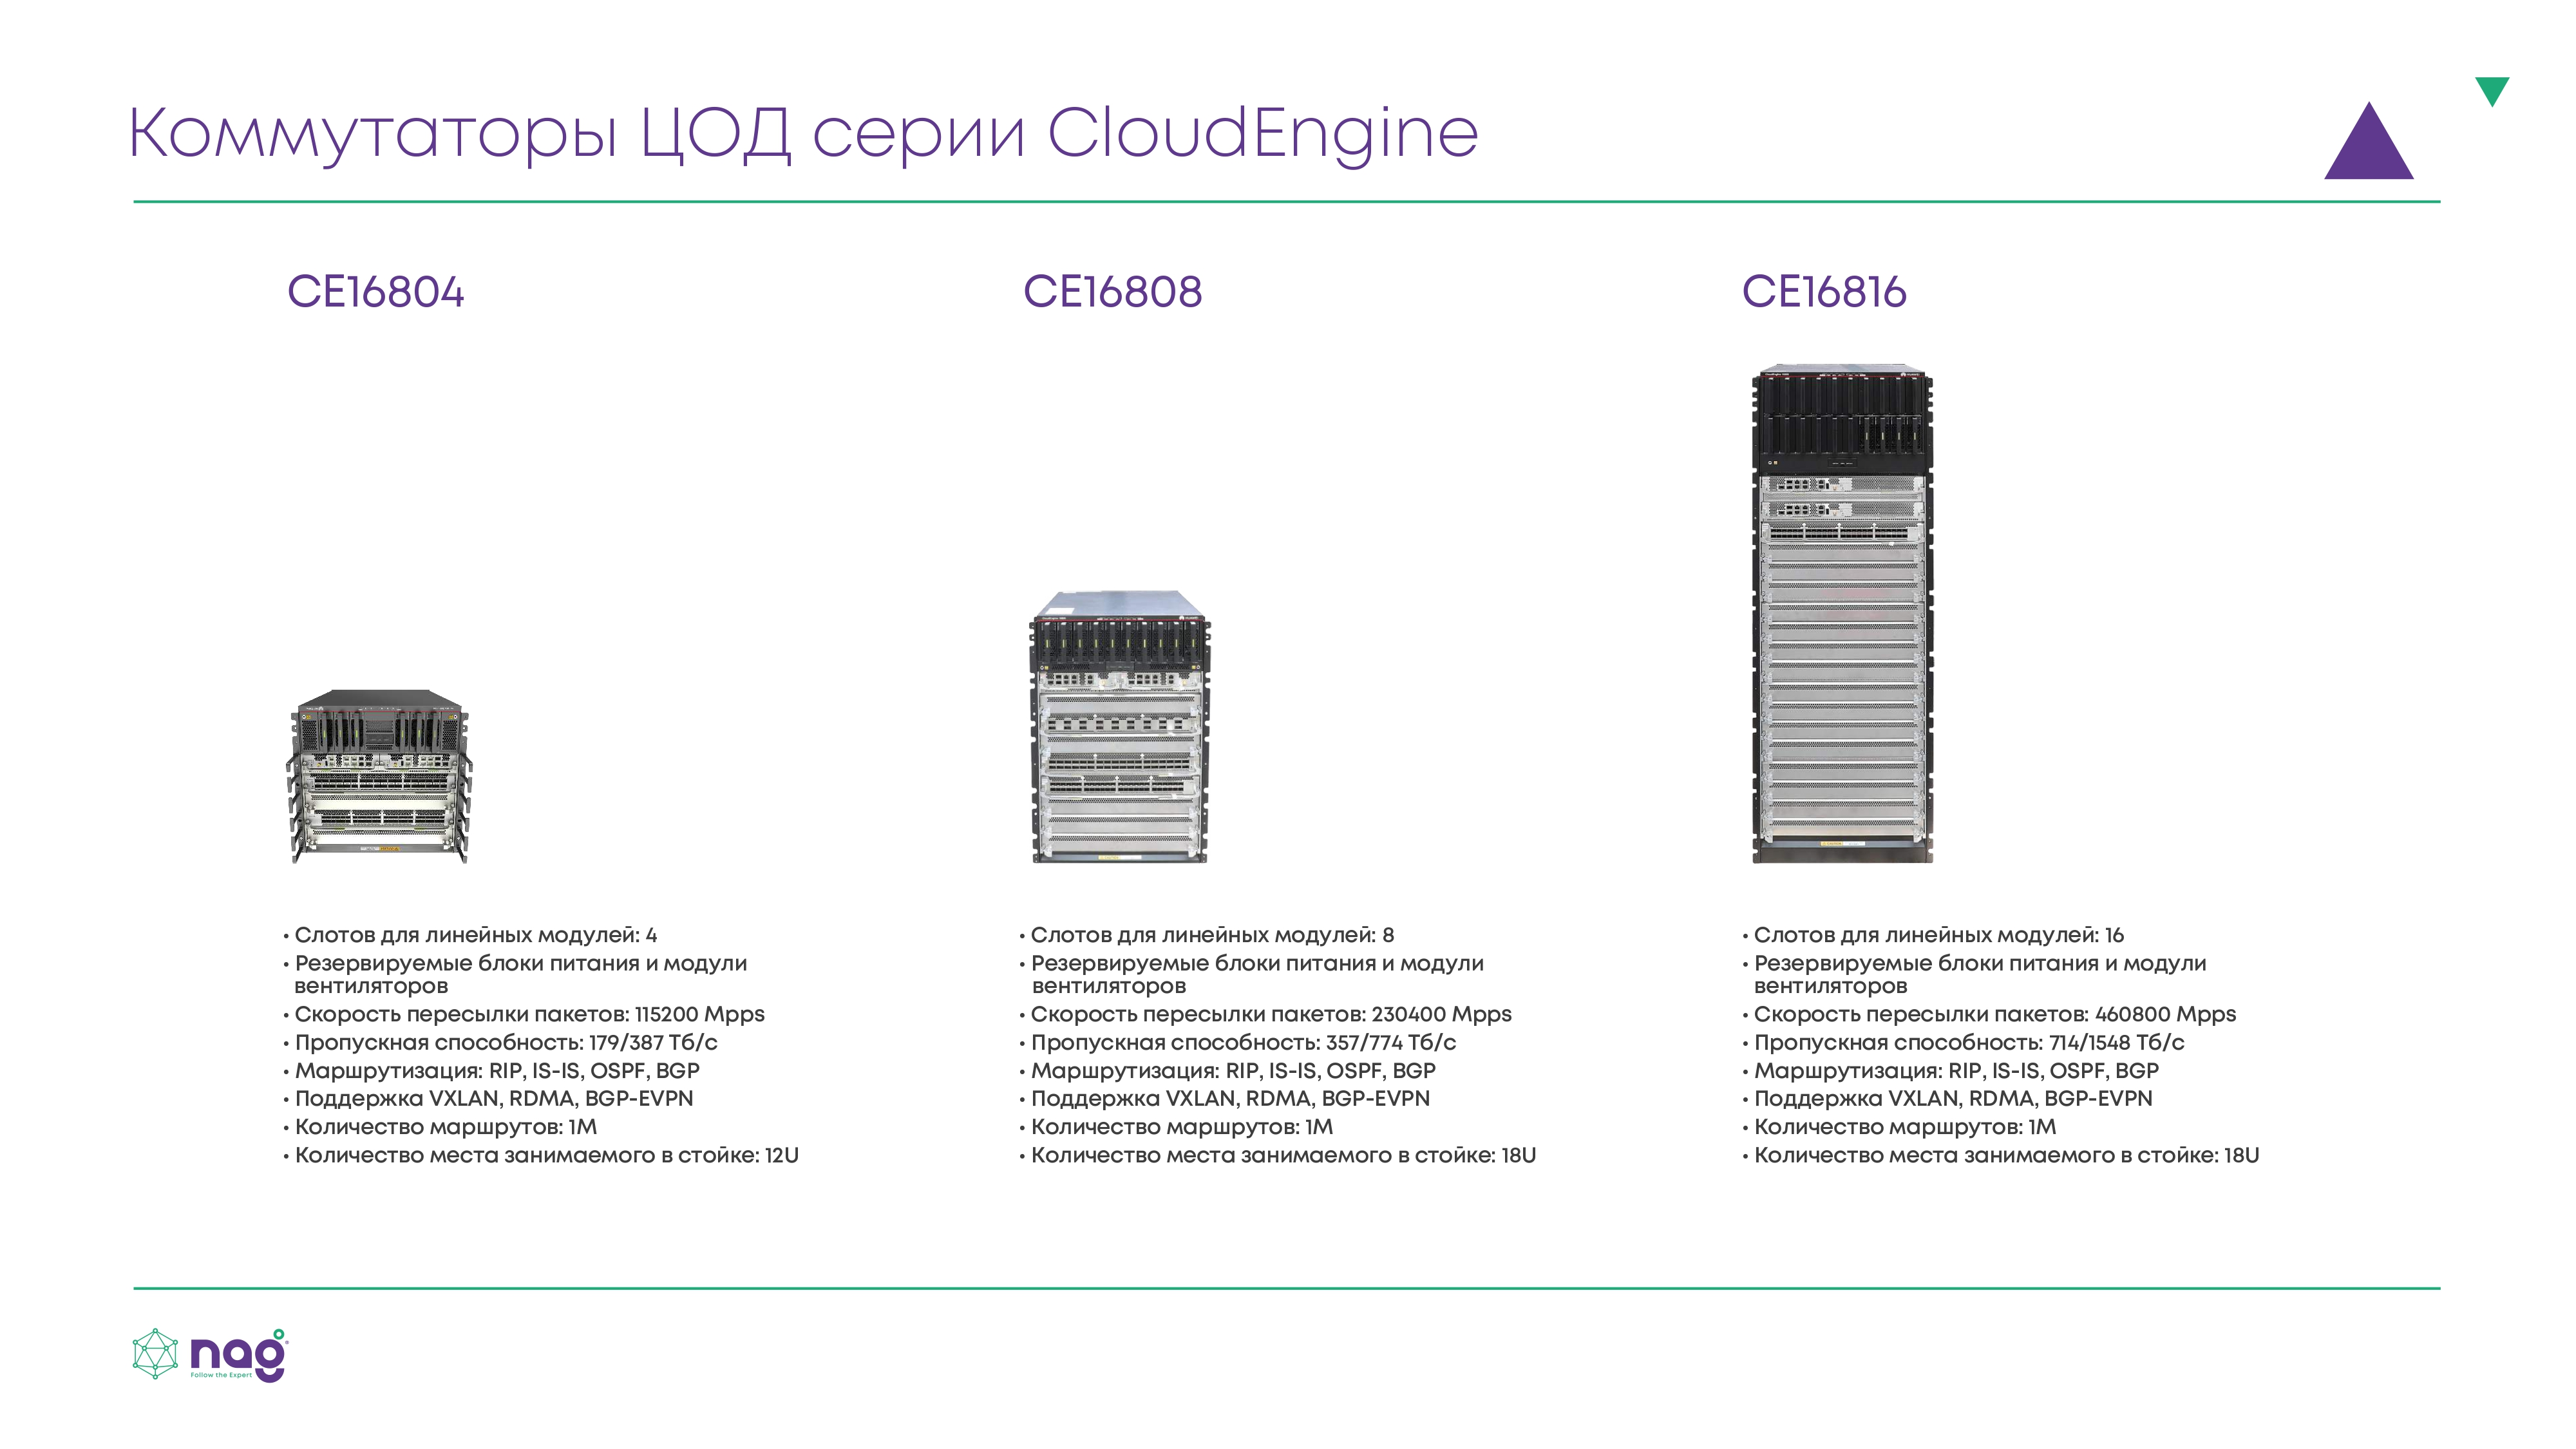 Коммутаторы ЦОД серии CloudEngine
CE16804
CE16808
CE16816
• Слотов для линейных модулей: 4
• Резервируемые блоки питания и модули
вентиляторов
• Скорость пересылки пакетов: 115200 Mpps
• Пропускная способность: 179/387 Тб/с
• Маршрутизация: RIP, IS-IS, OSPF, BGP
• Поддержка VXLAN, RDMA, BGP-EVPN
• Количество маршрутов: 1М
• Количество места занимаемого в стойке: 12U
• Слотов для линейных модулей: 8
• Резервируемые блоки питания и модули
вентиляторов
• Скорость пересылки пакетов: 230400 Mpps
• Пропускная способность: 357/774 Тб/с
• Маршрутизация: RIP, IS-IS, OSPF, BGP
• Поддержка VXLAN, RDMA, BGP-EVPN
• Количество маршрутов: 1М
• Количество места занимаемого в стойке: 18U
• Слотов для линейных модулей: 16
• Резервируемые блоки питания и модули
вентиляторов
• Скорость пересылки пакетов: 460800 Mpps
• Пропускная способность: 714/1548 Тб/с
• Маршрутизация: RIP, IS-IS, OSPF, BGP
• Поддержка VXLAN, RDMA, BGP-EVPN
• Количество маршрутов: 1М
• Количество места занимаемого в стойке: 18U
nag
Follow the Expert